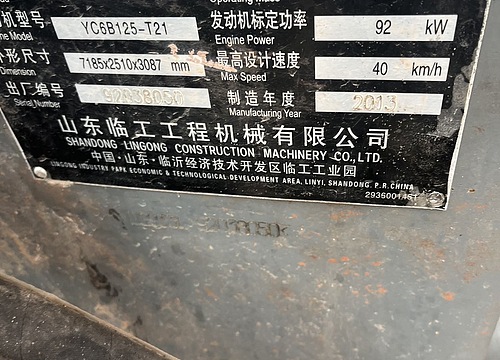 Operating Mass
机型号 YC6B125-T21 发动机标定功率 92 kW
ne Model Engine Power
外形尺寸 7185x2510x3087 mm 最高设计速度 40 km/h
Dimension Max Speed
出厂编号 制造年度 2013
Serial Number Manufacturing Year
山东临工工程机械有限公司
SHANDONG LINGONG CONSTRUCTION MACHINERY CO., LTD.
中国·山东·临沂经济技术开发区临工工业园
LINGONG INDUSTRY PARK ECONOMIC & TECHNOLOGICAL DEVELOPMENT AREA, LINYI, SHANDONG, P.R.CHINA